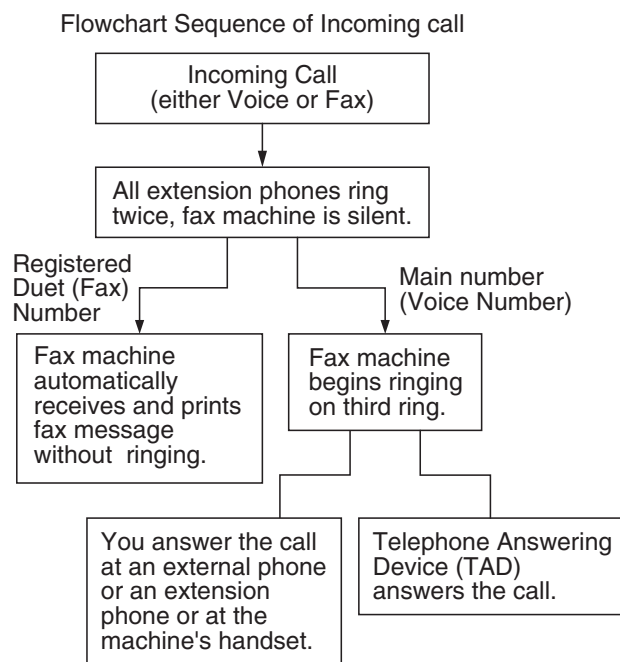 Flowchart Sequence of Incoming call
Incoming Call
(either Voice or Fax)
All extension phones ring
twice, fax machine is silent.
Registered
Duet (Fax)
Number
Main number
(Voice Number)
Fax machine
automatically
receives and prints
fax message
without ringing.
Fax machine
begins ringing
on third ring.
You answer the call
at an external phone
or an extension
phone or at the
machine's handset.
Telephone Answering
Device (TAD)
answers the call.